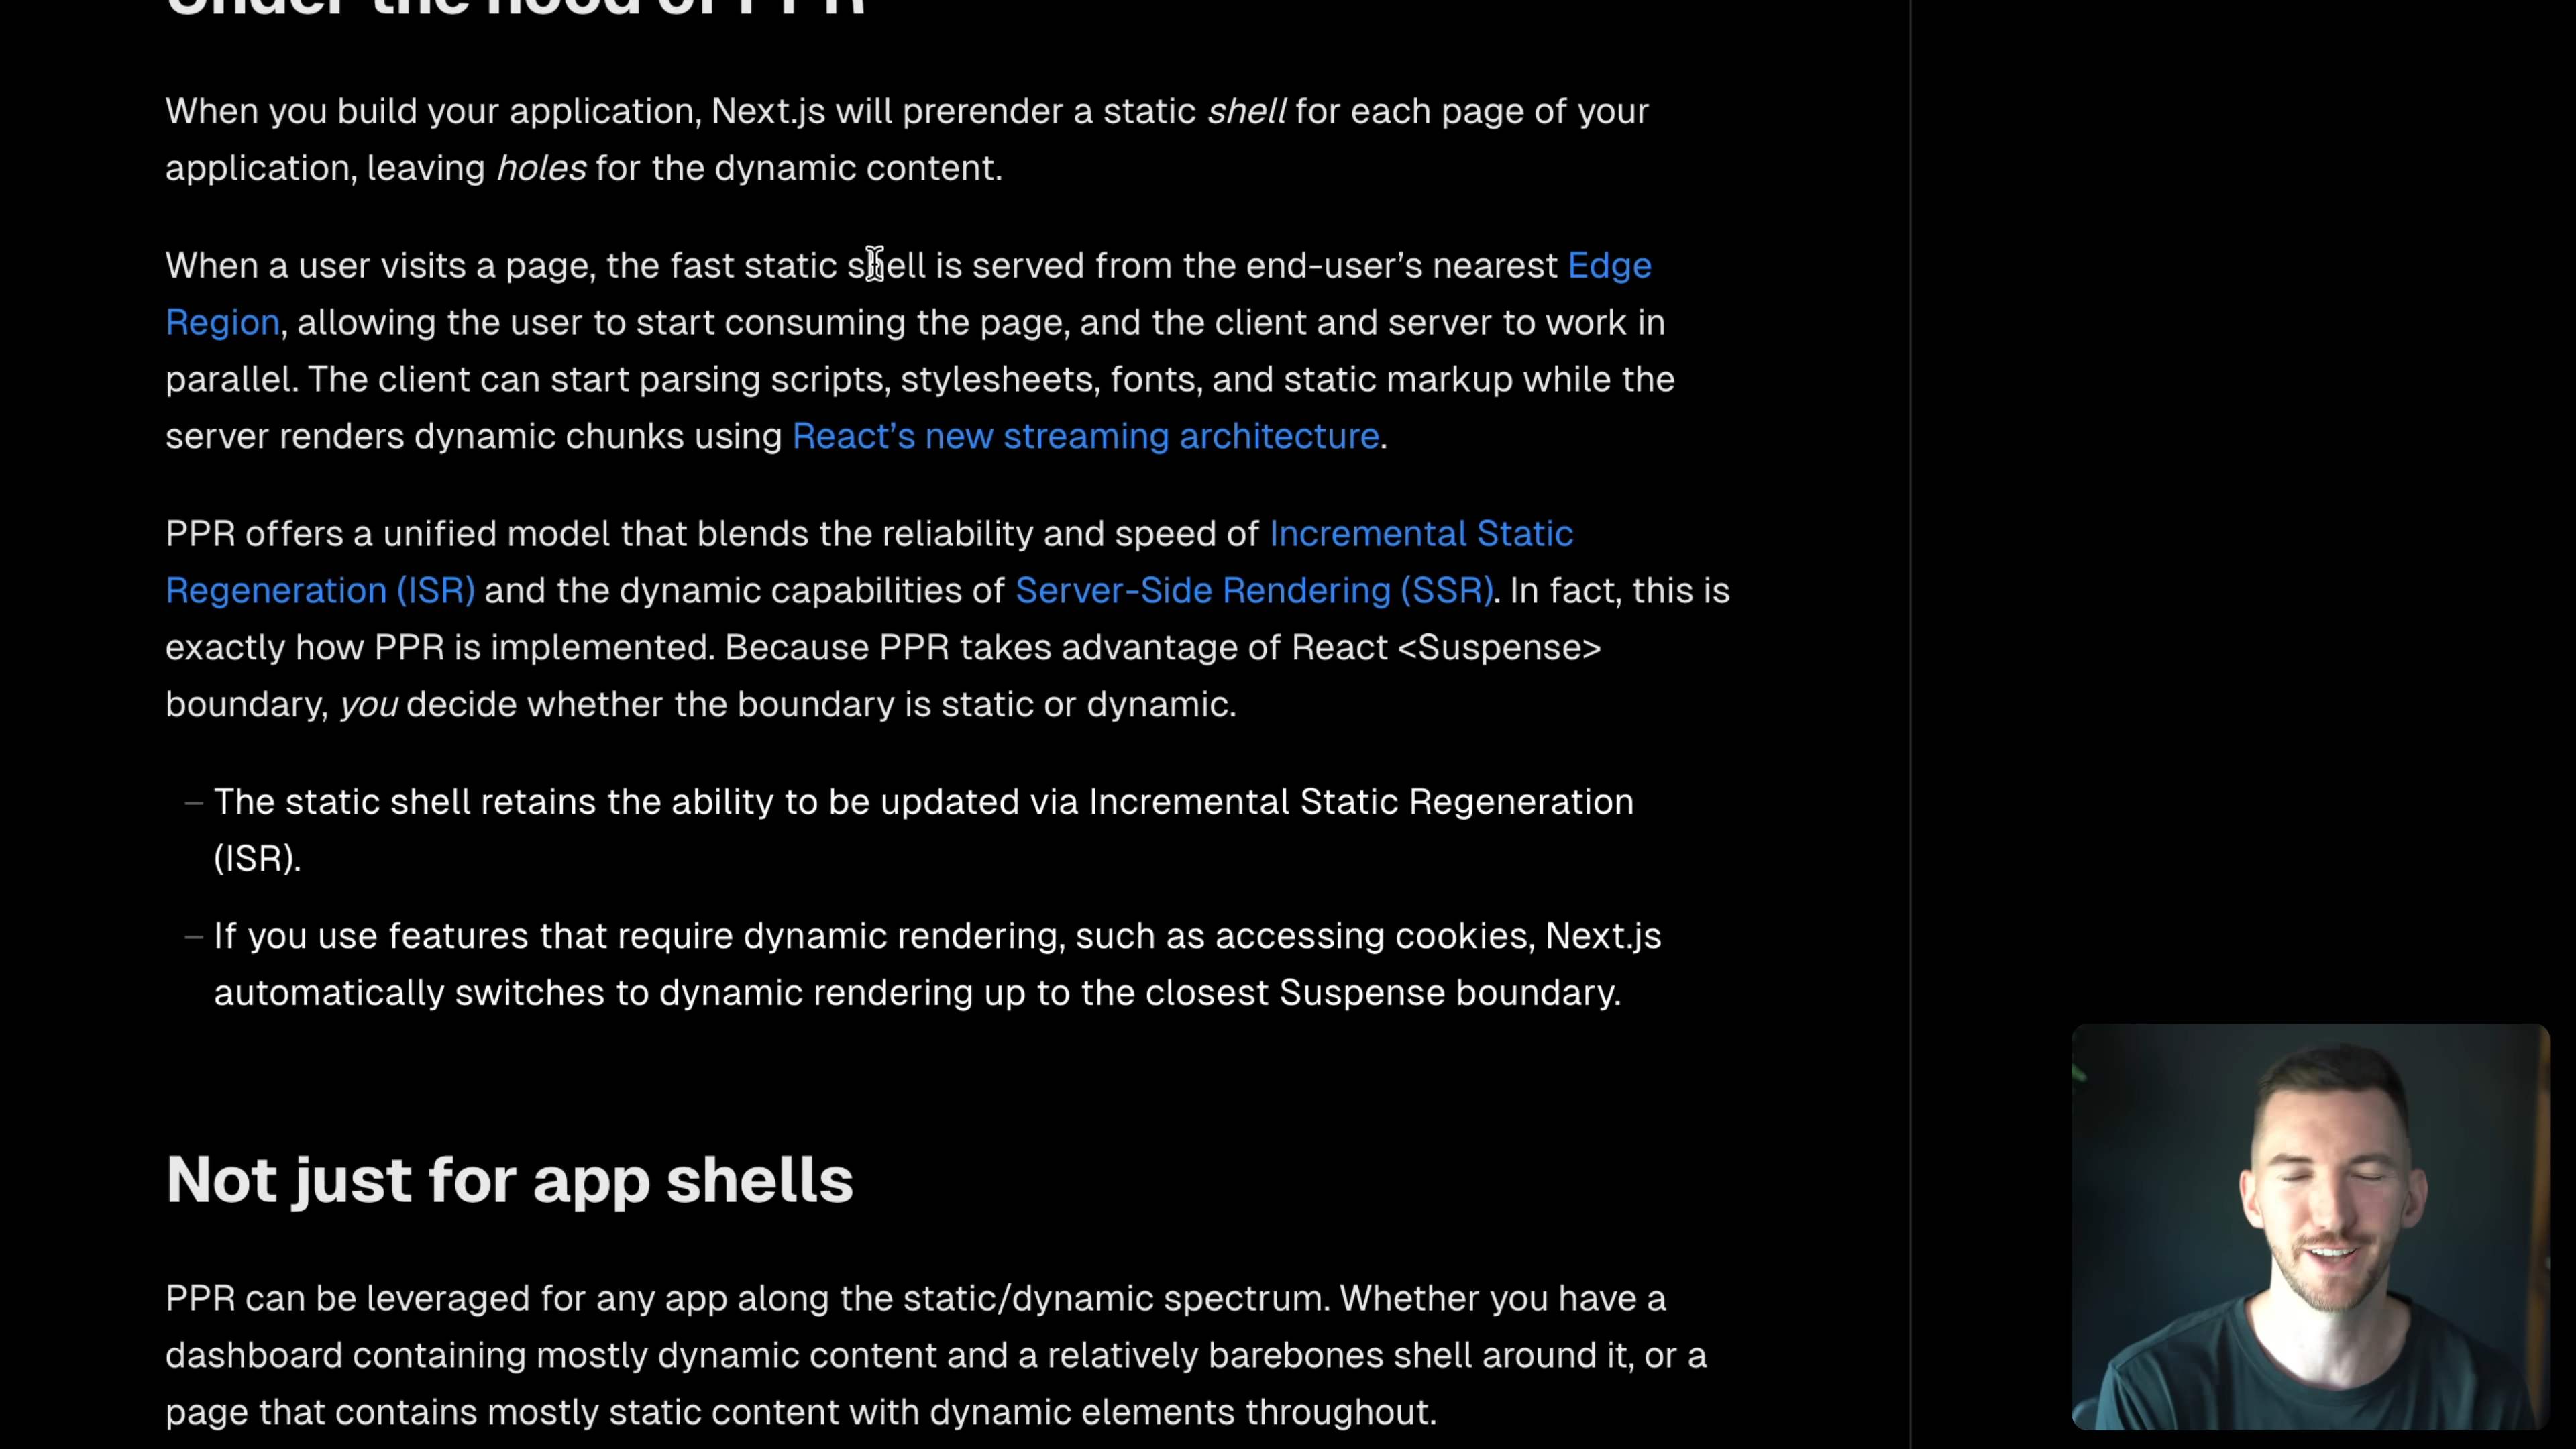 Under the hood of PPR
When you build your application, Next.js will prerender a static shell for each page of your
application, leaving holes for the dynamic content.
When a user visits a page, the fast static shell is served from the end-user’s nearest Edge
Region, allowing the user to start consuming the page, and the client and server to work in
parallel. The client can start parsing scripts, stylesheets, fonts, and static markup while the
server renders dynamic chunks using React’s new streaming architecture.
PPR offers a unified model that blends the reliability and speed of Incremental Static
Regeneration (ISR) and the dynamic capabilities of Server-Side Rendering (SSR). In fact, this is
exactly how PPR is implemented. Because PPR takes advantage of React <Suspense>
boundary, you decide whether the boundary is static or dynamic.
– The static shell retains the ability to be updated via Incremental Static Regeneration
(ISR).
– If you use features that require dynamic rendering, such as accessing cookies, Next.js
automatically switches to dynamic rendering up to the closest Suspense boundary.
Not just for app shells
PPR can be leveraged for any app along the static/dynamic spectrum. Whether you have a
dashboard containing mostly dynamic content and a relatively barebones shell around it, or a
page that contains mostly static content with dynamic elements throughout.